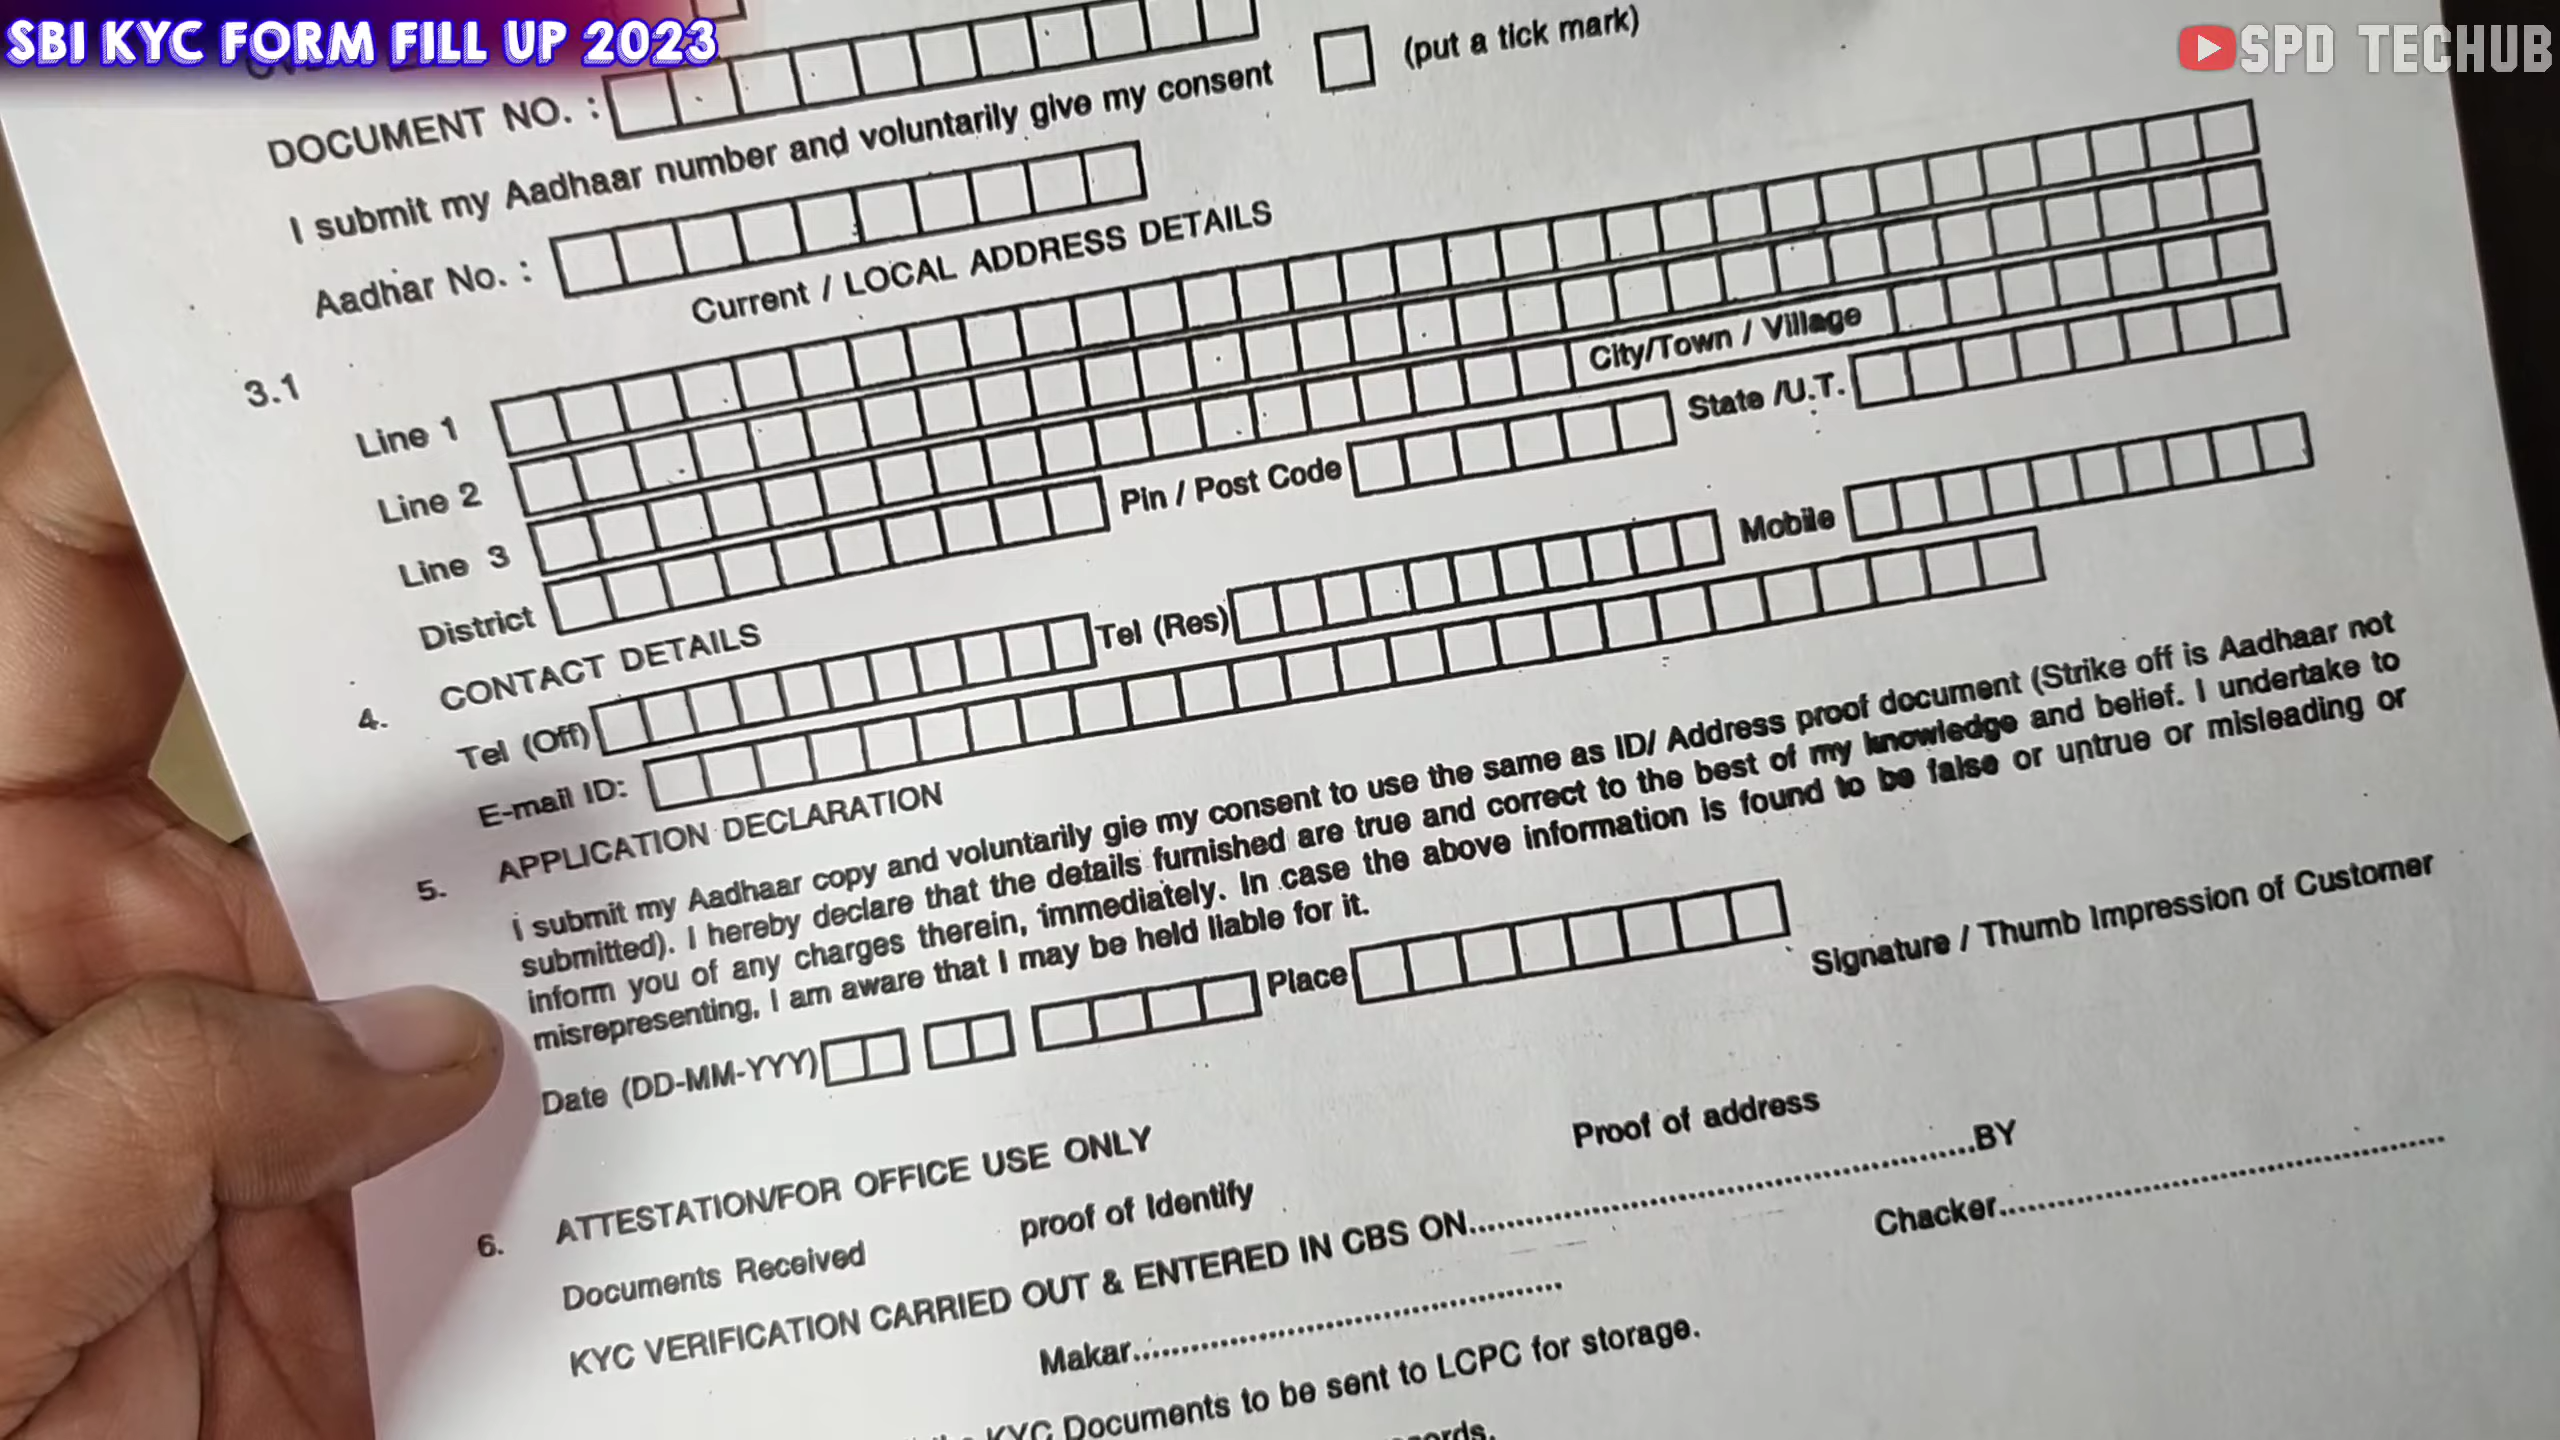 SBI KYC FORM FILL UP 2023
SPD TECHUB
DOCUMENT NO. :
I submit my Aadhaar number and voluntarily give my consent (put a tick mark)
Aadhar No. :
Current / LOCAL ADDRESS DETAILS
3.1
Line 1
Line 2
Line 3 City/Town / Village
District Pin / Post Code State /U.T.
4. CONTACT DETAILS
Tel (Off) Tel (Res) Mobile
E-mail ID:
5. APPLICATION DECLARATION
I submit my Aadhaar copy and voluntarily gie my consent to use the same as ID/ Address proof document (Strike off is Aadhaar not
submitted). I hereby declare that the details furnished are true and correct to the best of my knowledge and belief. I undertake to
inform you of any charges therein, immediately. In case the above information is found to be false or untrue or misleading or
misrepresenting, I am aware that I may be held liable for it.
Date (DD-MM-YYY) Place Signature / Thumb Impression of Customer
6. ATTESTATION/FOR OFFICE USE ONLY
Documents Received proof of Identify Proof of address
KYC VERIFICATION CARRIED OUT & ENTERED IN CBS ON..........................................................BY
Makar....................................................... Chacker.......................................................
KYC Documents to be sent to LCPC for storage.